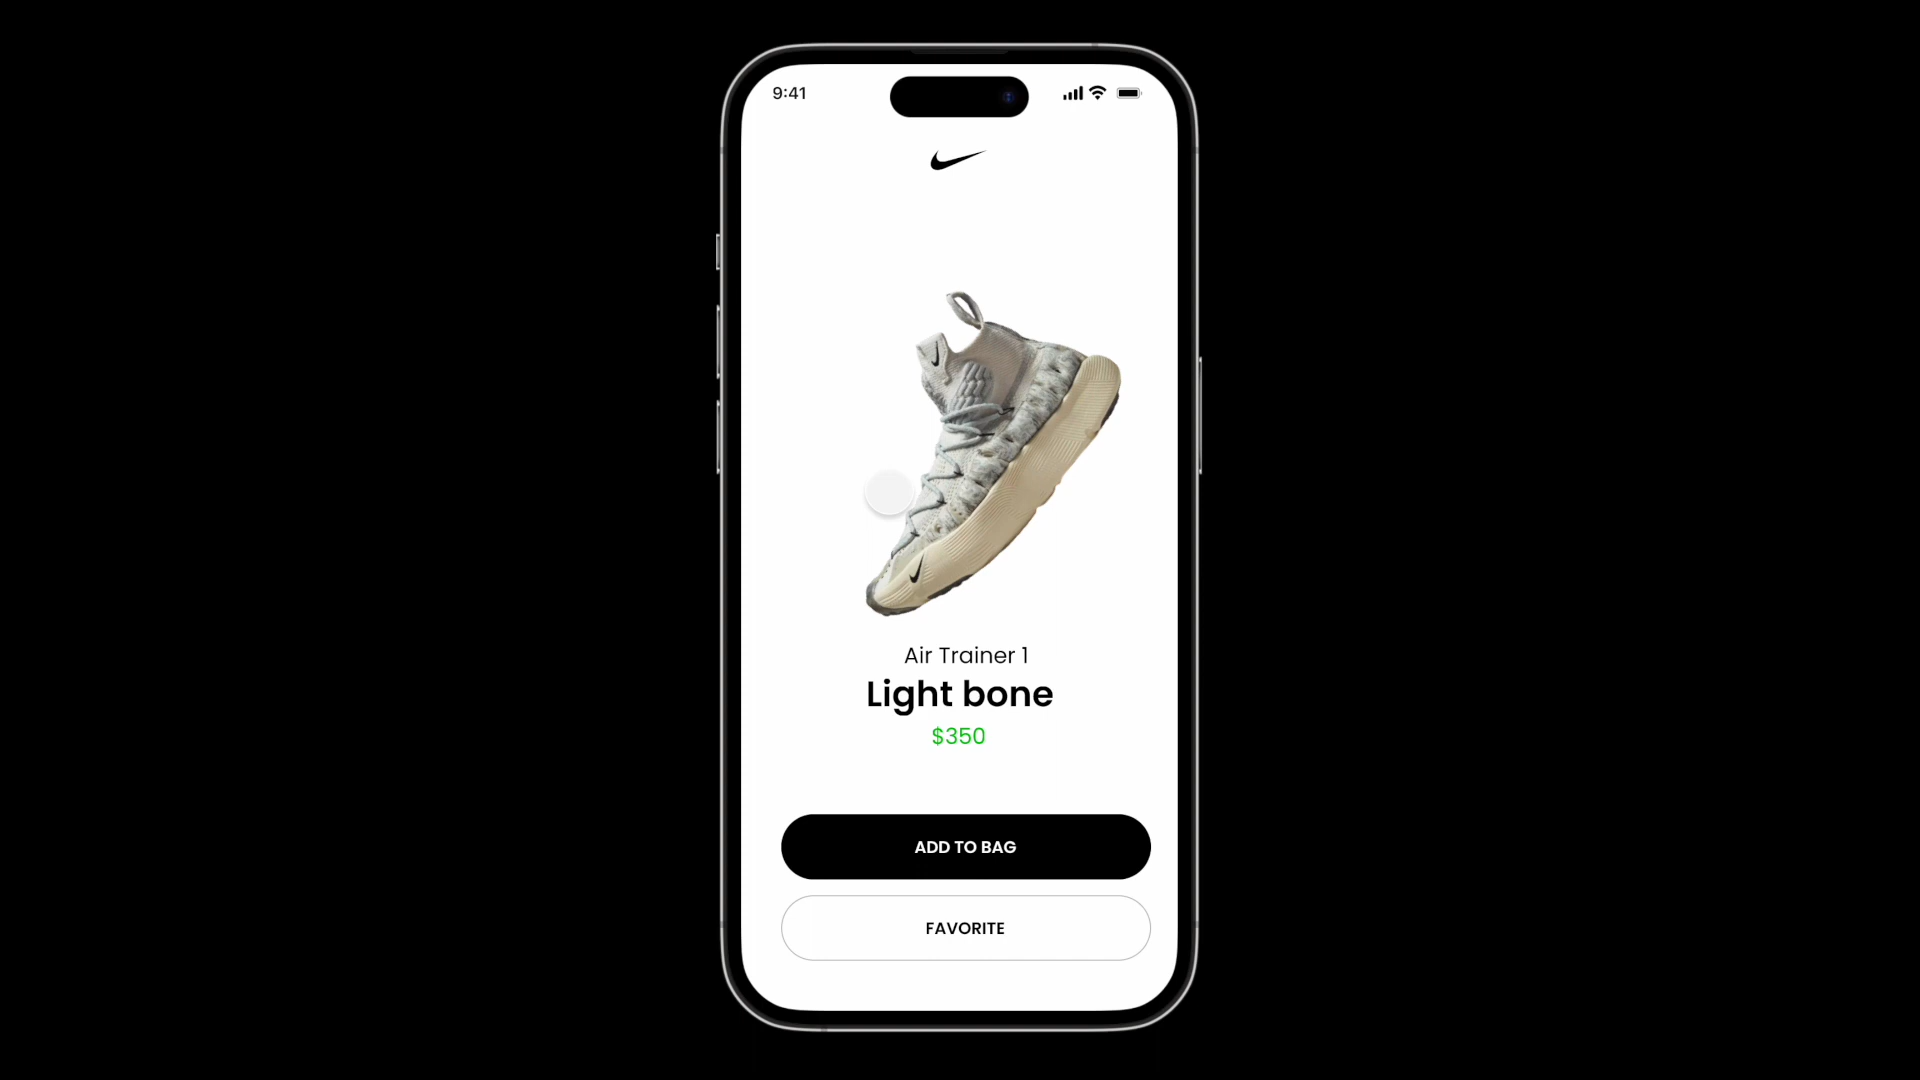 9:41
Air Trainer 1
Light bone
$350
ADD TO BAG
FAVORITE